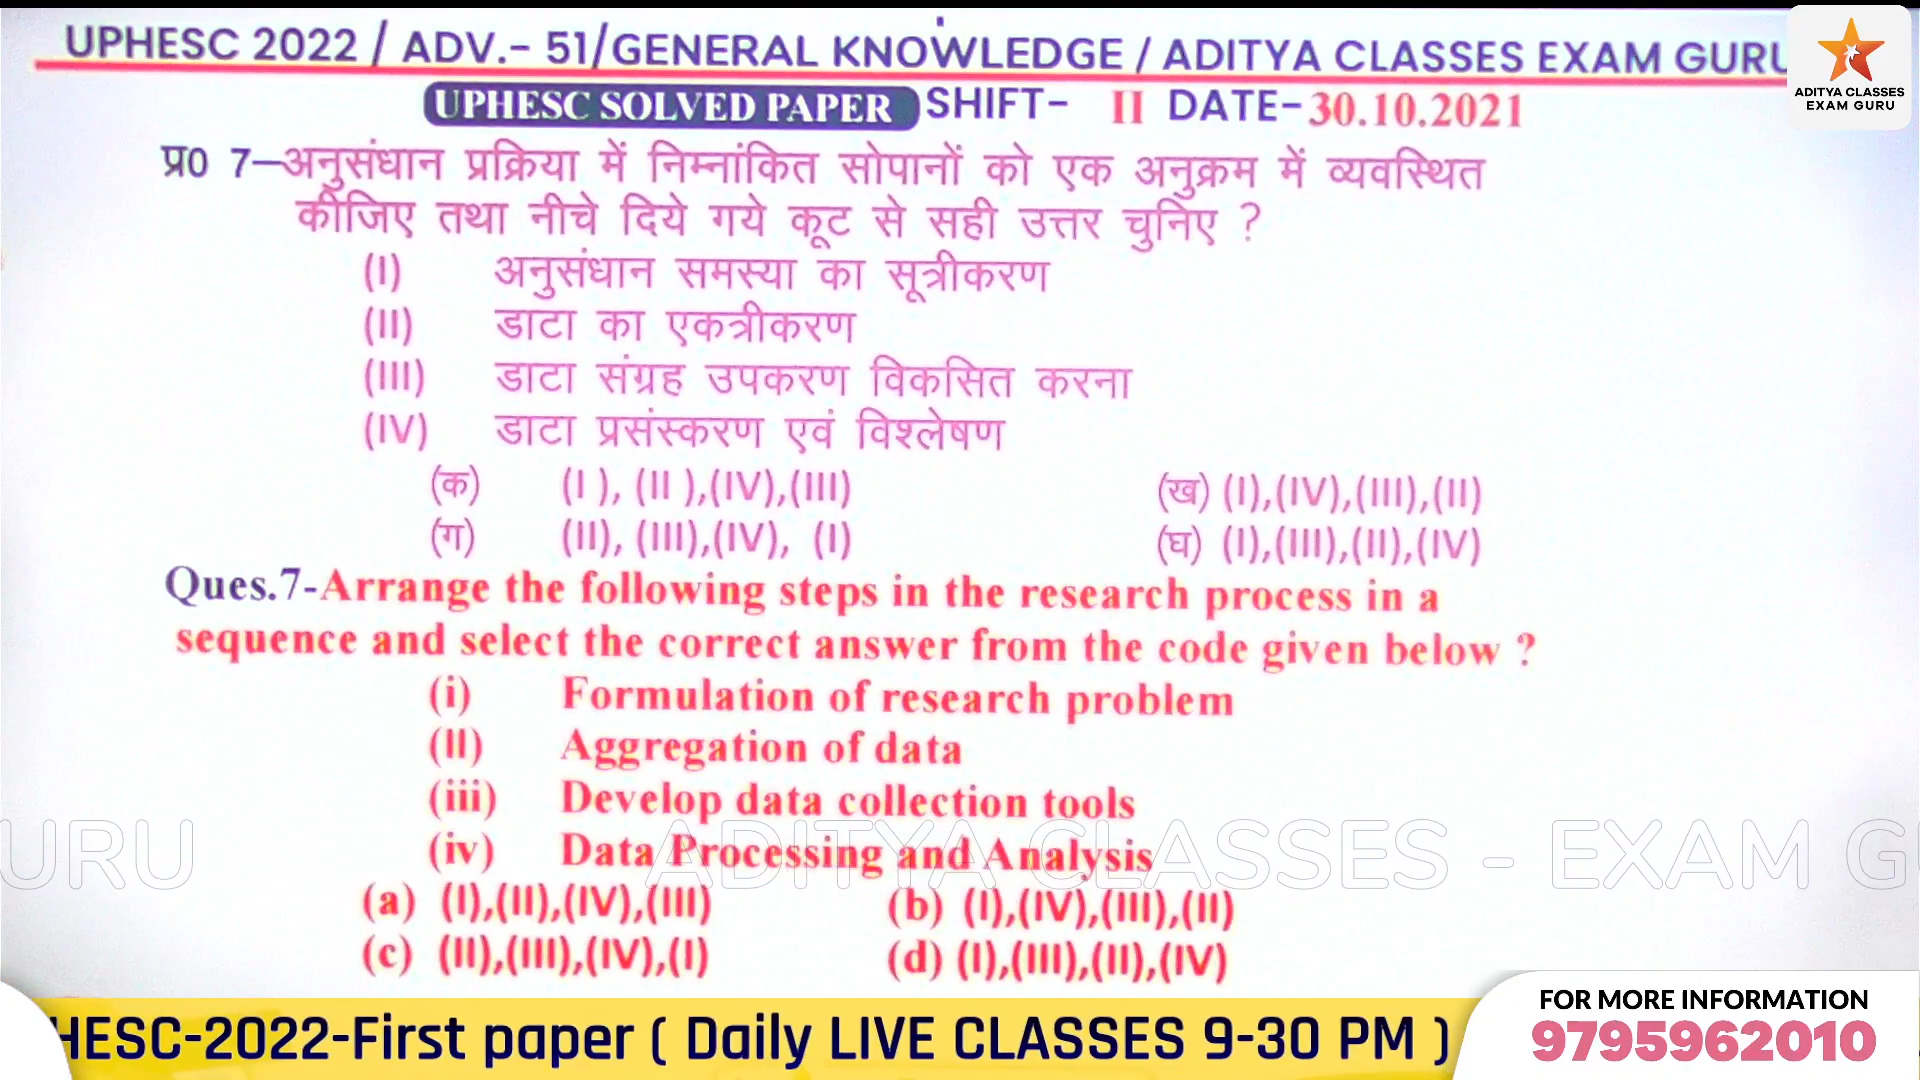 UPHESC 2022 / ADV.- 51/GENERAL KNOWLEDGE / ADITYA CLASSES EXAM GURU
ADITYA CLASSES
EXAM GURU
UPHESC SOLVED PAPER SHIFT- II DATE-30.10.2021
प्र0 7–अनुसंधान प्रक्रिया में निम्नांकित सोपानों को एक अनुक्रम में व्यवस्थित
कीजिए तथा नीचे दिये गये कूट से सही उत्तर चुनिए ?
(I) अनुसंधान समस्या का सूत्रीकरण
(II) डाटा का एकत्रीकरण
(III) डाटा संग्रह उपकरण विकसित करना
(IV) डाटा प्रसंस्करण एवं विश्लेषण
(क) (I ), (II ),(IV),(III) (ख) (I),(IV),(III),(II)
(ग) (II), (III),(IV), (I) (घ) (I),(III),(II),(IV)
Ques.7-Arrange the following steps in the research process in a
sequence and select the correct answer from the code given below ?
(i) Formulation of research problem
(II) Aggregation of data
(iii) Develop data collection tools
(iv) Data Processing and Analysis
URU ADITYA CLASSES - EXAM G
(a) (I),(II),(IV),(III) (b) (I),(IV),(III),(II)
(c) (II),(III),(IV),(I) (d) (I),(III),(II),(IV)
HESC-2022-First paper ( Daily LIVE CLASSES 9-30 PM )
FOR MORE INFORMATION
9795962010